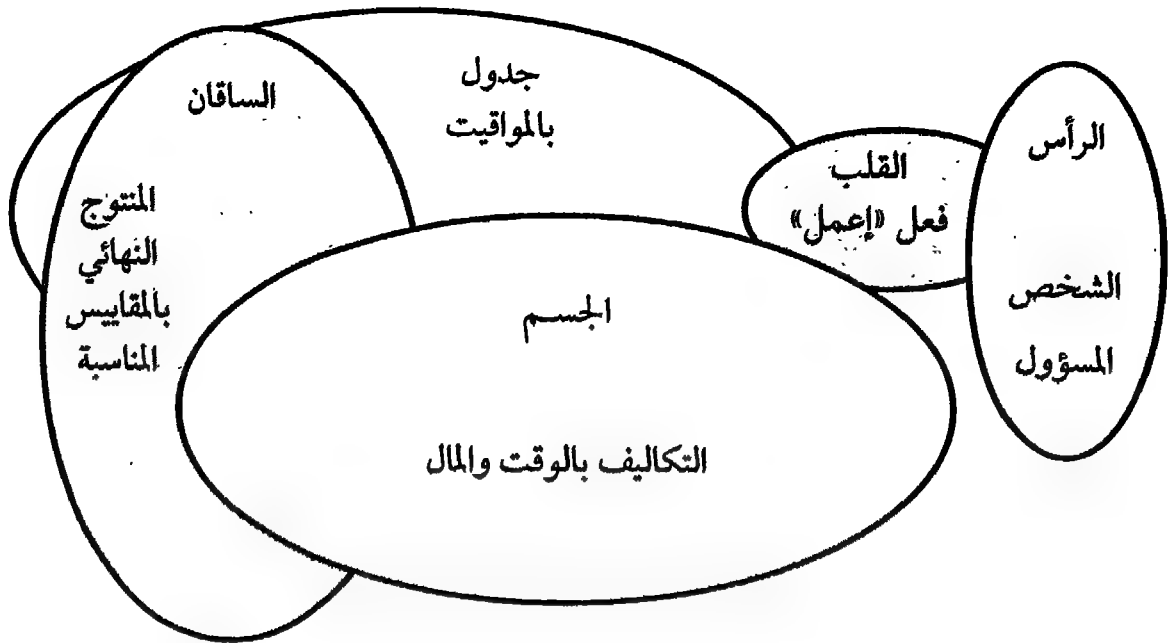 الرأس
الشخص
المسؤول
القلب
فعل «إعمل»
جدول
بالمواقيت
الساقان
المنتوج
النهائي
بالمقاييس
المناسبة
الجسم
التكاليف بالوقت والمال